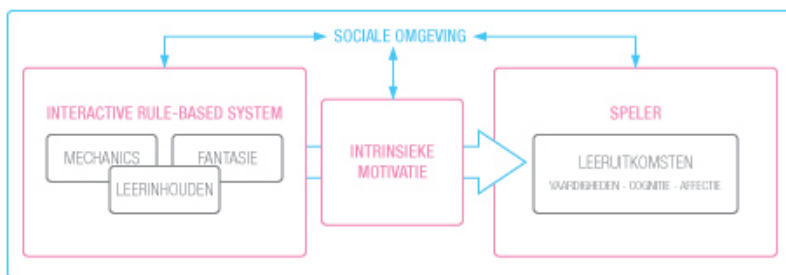 SOCIALE OMGEVING
INTERACTIVE RULE-BASED SYSTEM
MECHANICS
FANTASIE
LEERINHOUDEN
INTRINSIEKE
MOTIVATIE
SPELER
LEERUITKOMSTEN
VAARDIGHEDEN - COGNITIE - AFFECTIE